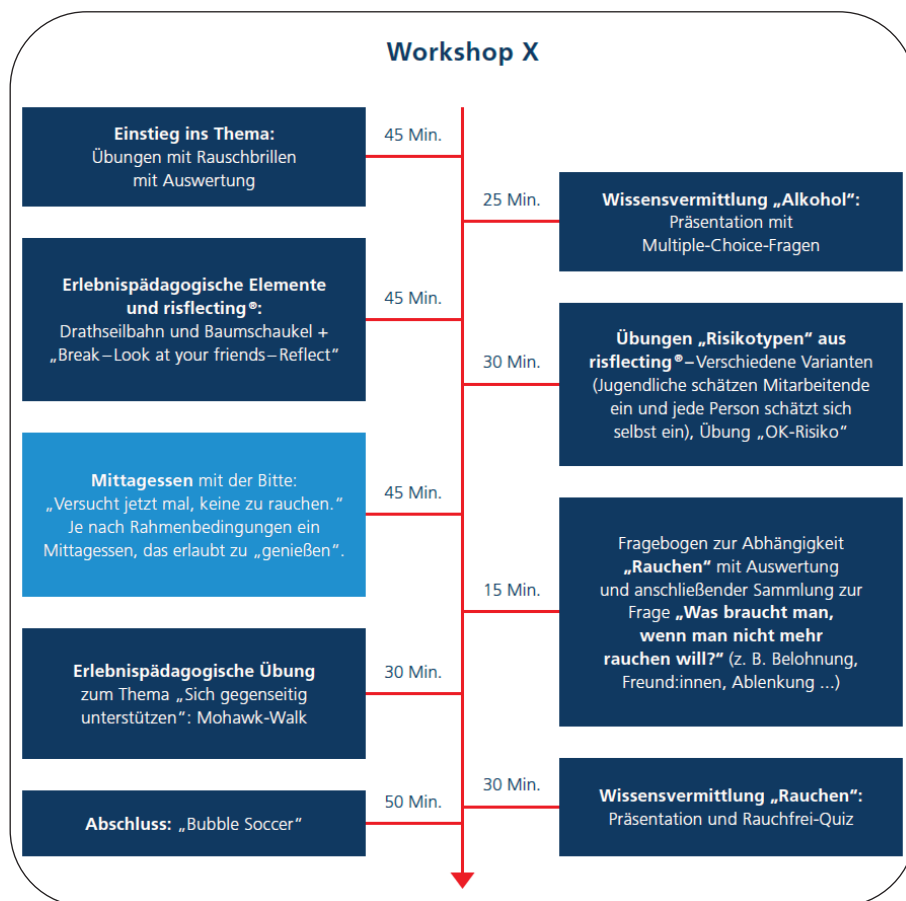 Workshop X
Einstieg ins Thema:
Übungen mit Rauschbrillen
mit Auswertung
45 Min.
25 Min.
Wissensvermittlung „Alkohol“:
Präsentation mit
Multiple-Choice-Fragen
Erlebnispädagogische Elemente
und risflecting®:
Drathseilbahn und Baumschaukel +
„Break–Look at your friends–Reflect“
45 Min.
30 Min.
Übungen „Risikotypen“ aus
risflecting®–Verschiedene Varianten
(Jugendliche schätzen Mitarbeitende
ein und jede Person schätzt sich
selbst ein), Übung „OK-Risiko“
Mittagessen mit der Bitte:
„Versucht jetzt mal, keine zu rauchen.“
Je nach Rahmenbedingungen ein
Mittagessen, das erlaubt zu „genießen“.
45 Min.
15 Min.
Fragebogen zur Abhängigkeit
„Rauchen“ mit Auswertung
und anschließender Sammlung zur
Frage „Was braucht man,
wenn man nicht mehr
rauchen will?“ (z. B. Belohnung,
Freund:innen, Ablenkung ...)
Erlebnispädagogische Übung
zum Thema „Sich gegenseitig
unterstützen“: Mohawk-Walk
30 Min.
30 Min.
Wissensvermittlung „Rauchen“:
Präsentation und Rauchfrei-Quiz
50 Min.
Abschluss: „Bubble Soccer“